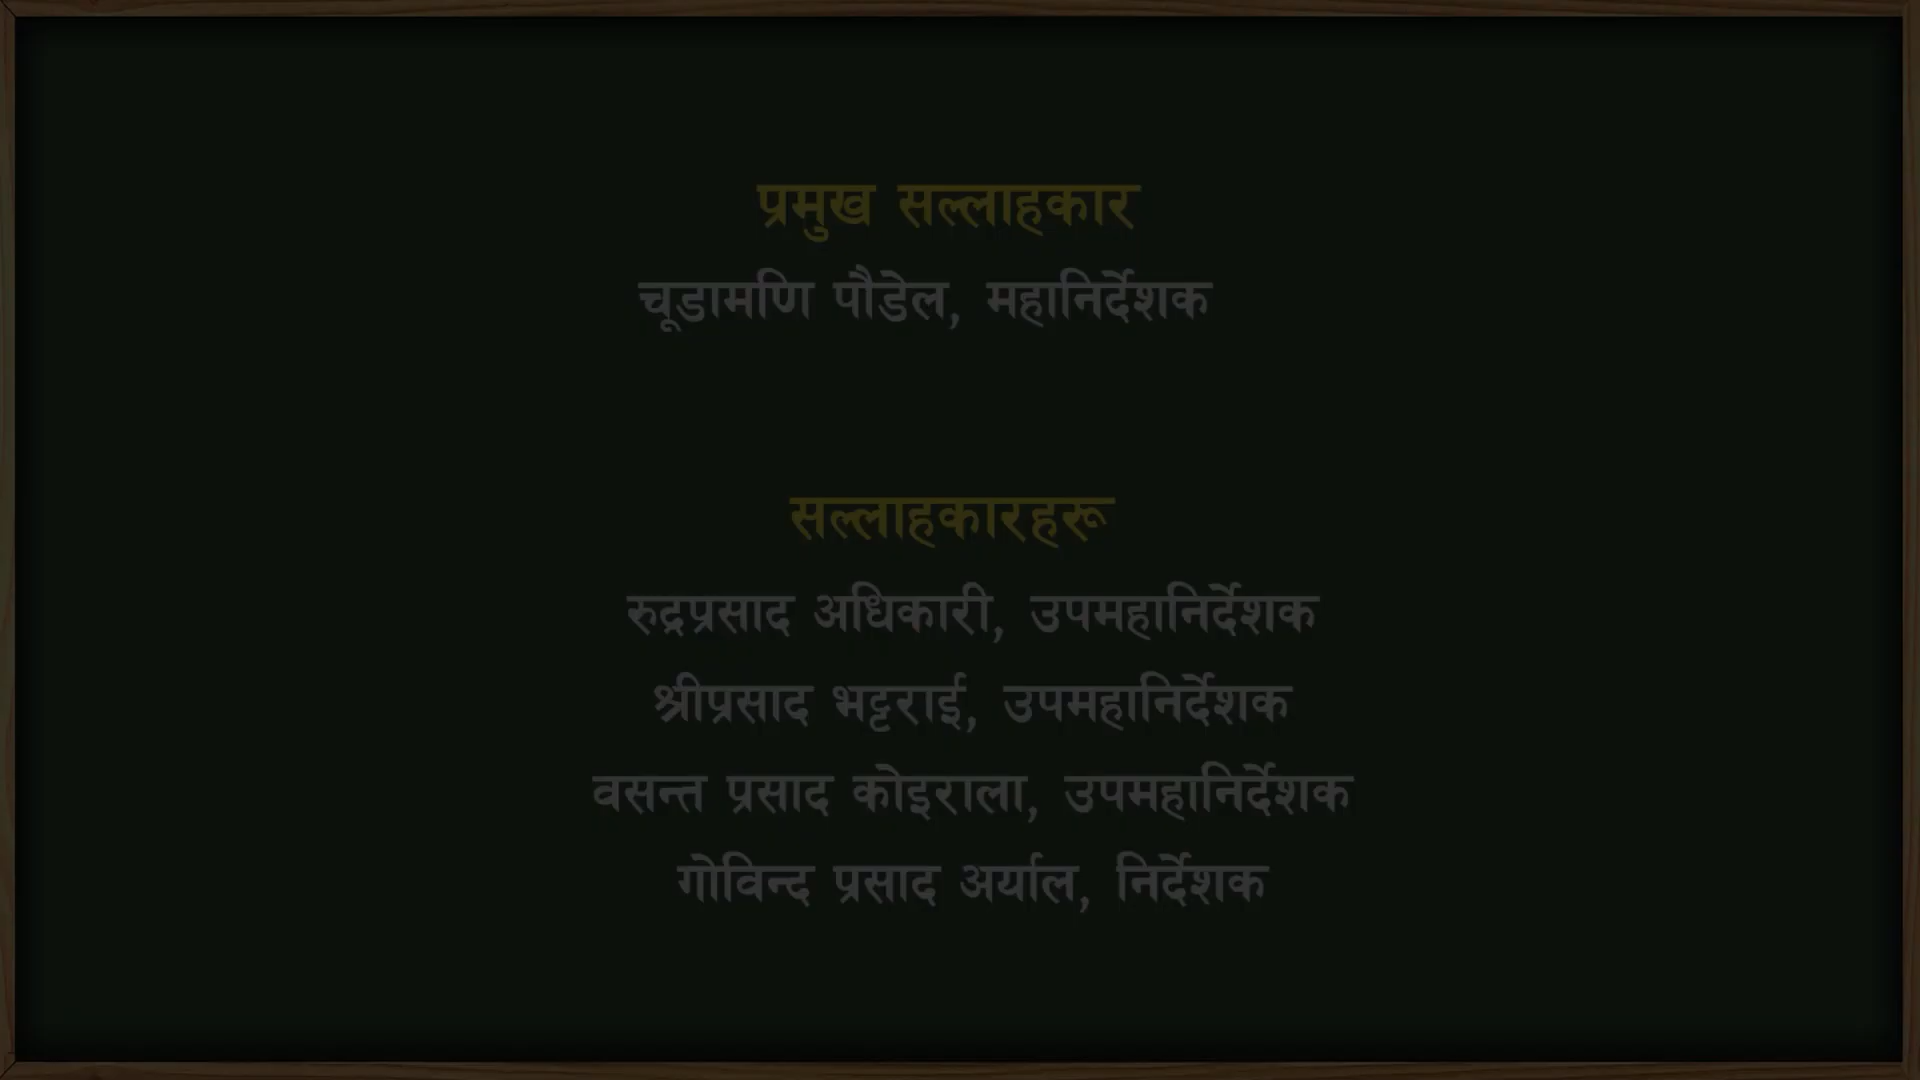 प्रमुख सल्लाहकार
चूडामणि पौडेल, महानिर्देशक
सल्लाहकारहरू
रुद्रप्रसाद अधिकारी, उपमहानिर्देशक
श्रीप्रसाद भट्टराई, उपमहानिर्देशक
वसन्त प्रसाद कोइराला, उपमहानिर्देशक
गोविन्द प्रसाद अर्याल, निर्देशक